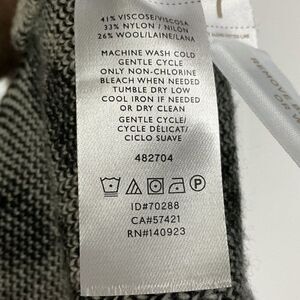 41% VISCOSE/VISCOSA
33% NYLON / NILÓN
26% WOOL/LAINE/LANA
MACHINE WASH COLD
GENTLE CYCLE
ONLY NON-CHLORINE
BLEACH WHEN NEEDED
TUMBLE DRY LOW
COOL IRON IF NEEDED
OR DRY CLEAN
GENTLE CYCLE/
CYCLE DÉLICAT/
CICLO SUAVE
482704
P
ID#70288
CA#57421
RN#140923